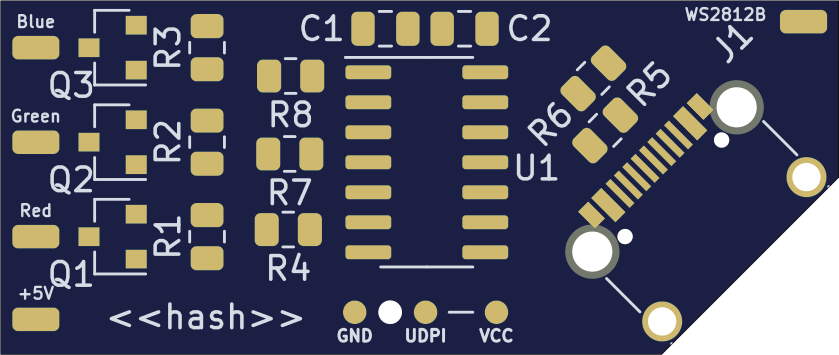 Blue
Q3
R3
C1
C2
WS2812B
J1
R8
R6
R5
Green
Q2
R2
R7
U1
Red
Q1
R1
R4
+5V
<<hash>>
GND
UDPI
VCC